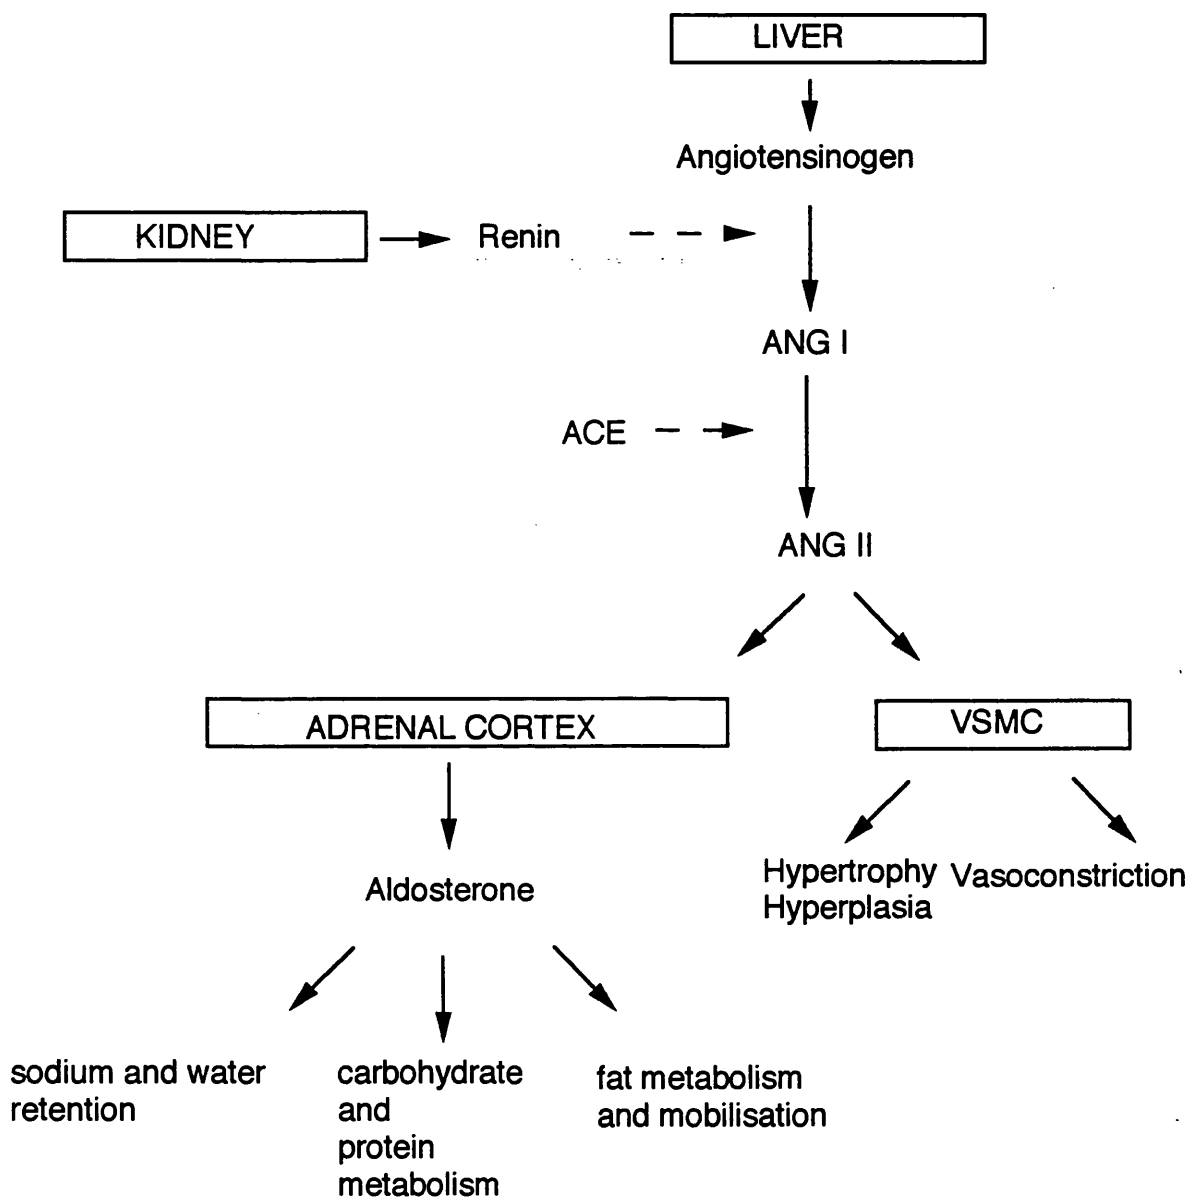 LIVER
Angiotensinogen
KIDNEY
Renin
ANG I
ACE
ANG II
ADRENAL CORTEX
VSMC
Aldosterone
Hypertrophy
Hyperplasia
Vasoconstriction
sodium and water
retention
carbohydrate
and
protein
metabolism
fat metabolism
and mobilisation